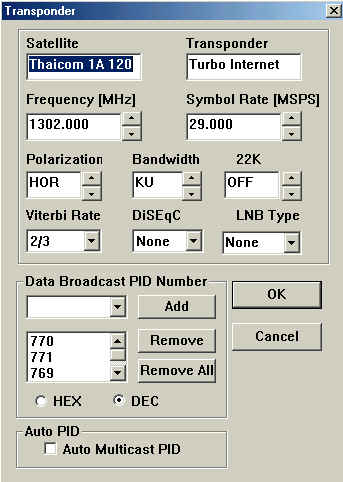 Transponder
Satellite Transponder
Thaicom 1A 120 Turbo Internet
Frequency [MHz] Symbol Rate [MSPS]
1302.000 29.000
Polarization Bandwidth 22K
HOR KU OFF
Viterbi Rate DiSEqC LNB Type
2/3 None None
Data Broadcast PID Number
Add
OK
770
771
769
Remove
Remove All
Cancel
HEX DEC
Auto PID
Auto Multicast PID